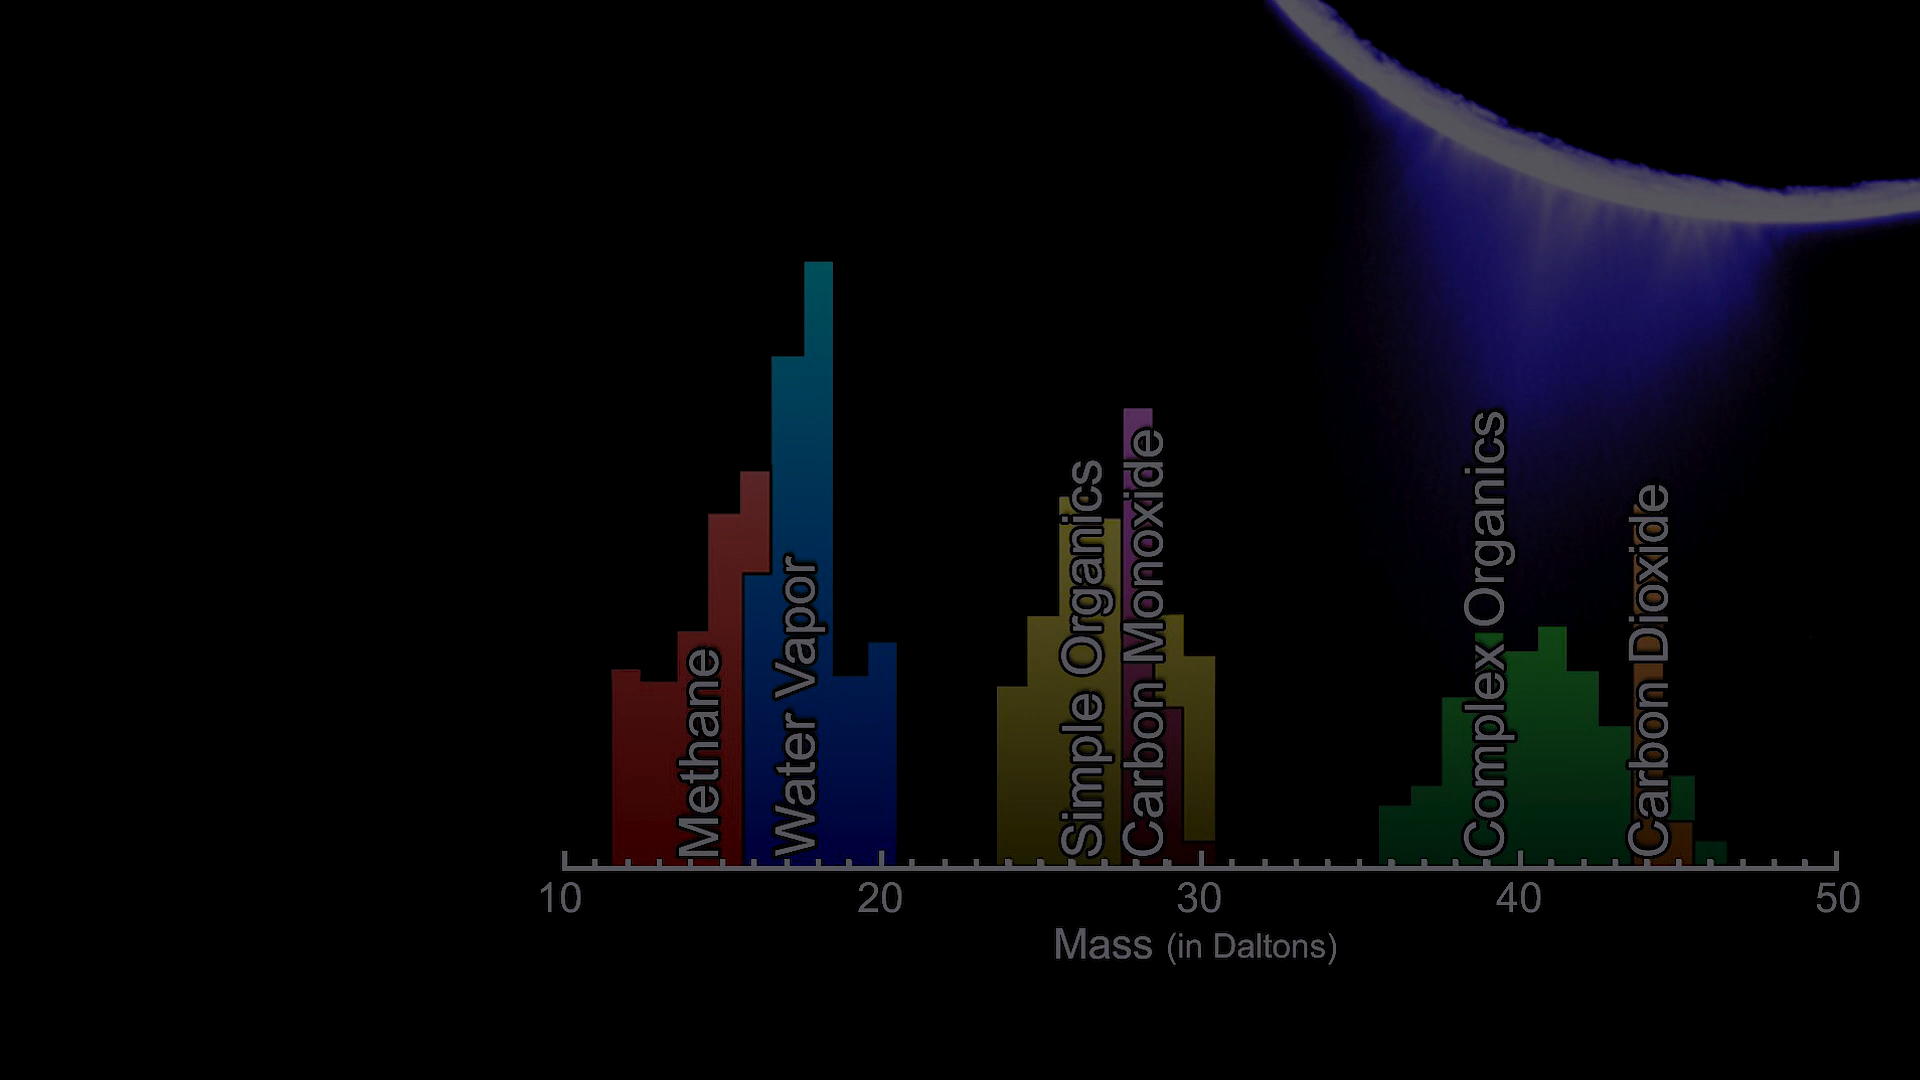 Methane
Water Vapor
Simple Organics
Carbon Monoxide
Complex Organics
Carbon Dioxide
10 20 30 40 50
Mass (in Daltons)